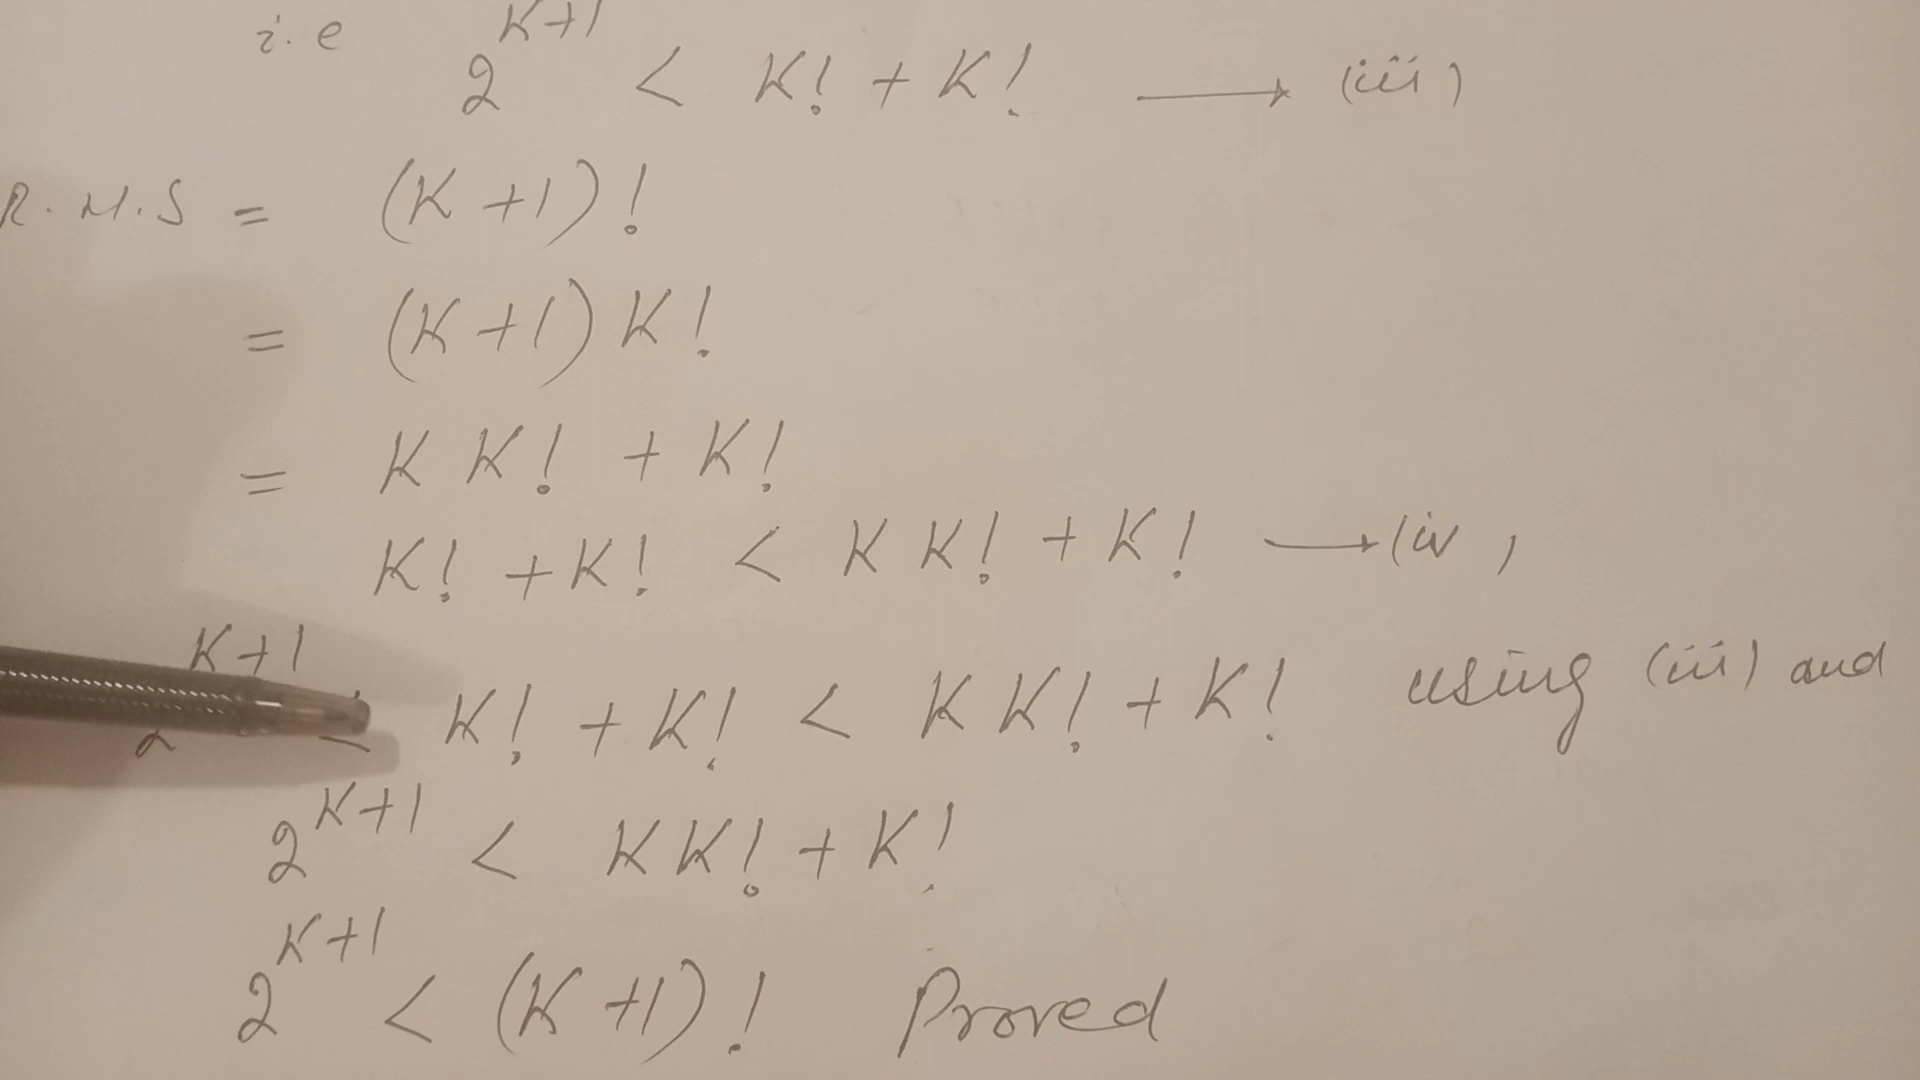 i.e 2^{K+1} < K! + K! → (iii)
R.H.S = (K+1)!
= (K+1) K!
= K K! + K!
K! + K! < K K! + K! → (iv)
2^{K+1} < K! + K! < K K! + K! using (iii) and
2^{K+1} < K K! + K!
2^{K+1} < (K+1)! Proved